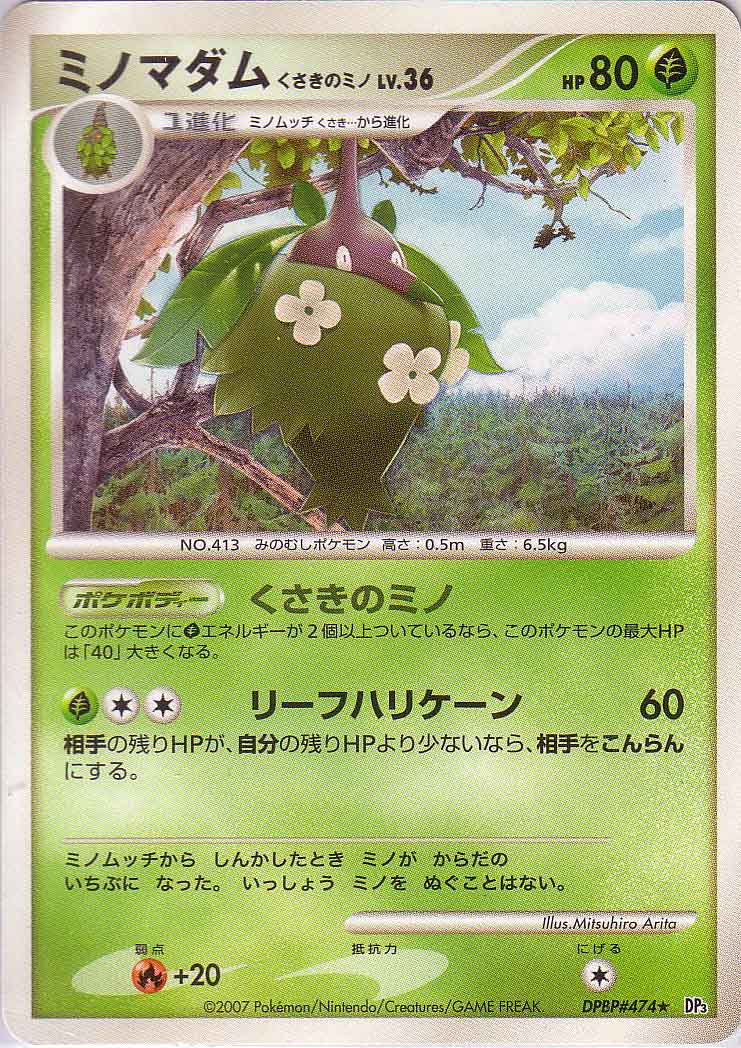 ミノマダム くさきのミノ LV.36 HP 80
1進化 ミノムッチ くさき…から進化
NO.413 みのむしポケモン 高さ：0.5m 重さ：6.5kg
ポケボディー くさきのミノ
このポケモンにエネルギーが2個以上ついているなら、このポケモンの最大HP
は「40」大きくなる。
リーフハリケーン 60
相手の残りHPが、自分の残りHPより少ないなら、相手をこんらん
にする。
ミノムッチから しんかしたとき ミノが からだの
いちぶに なった。 いっしょう ミノを ぬぐことはない。
Illus.Mitsuhiro Arita
弱点 抵抗力 にげる
+20
©2007 Pokémon/Nintendo/Creatures/GAME FREAK. DPBP#474★ DP3